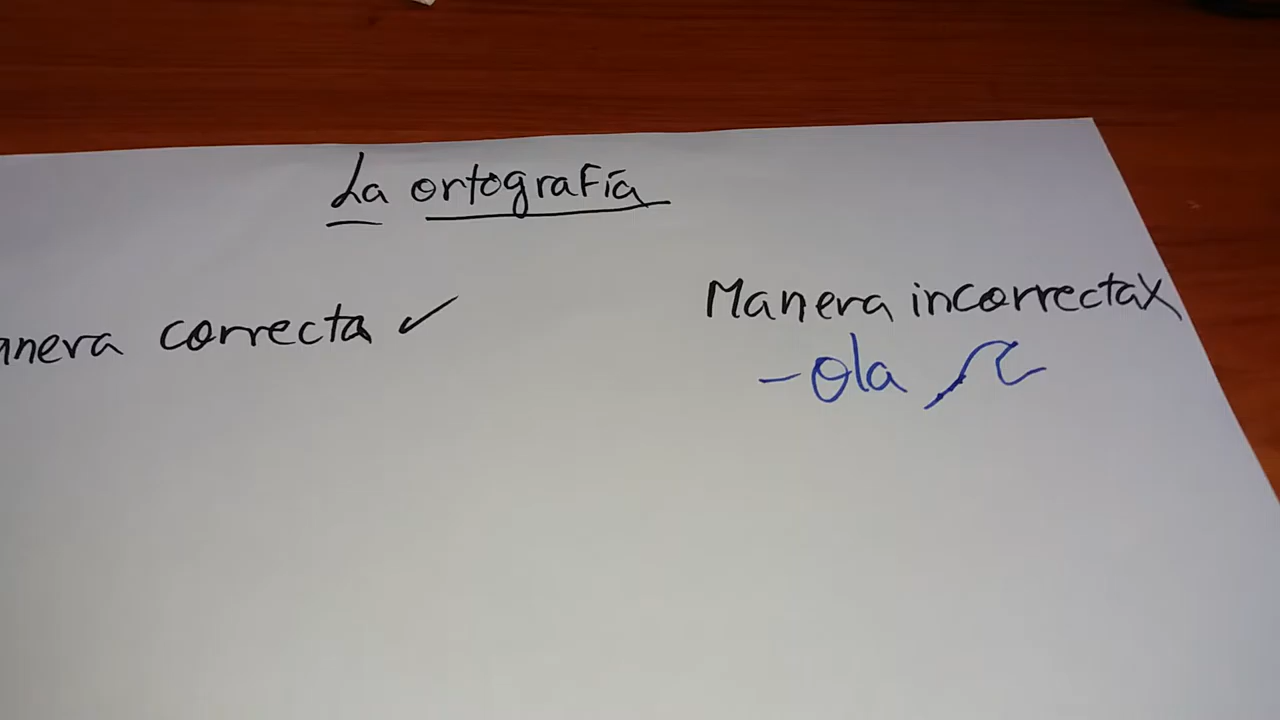 La ortografía
anera correcta ✓
Manera incorrecta X
- Ola